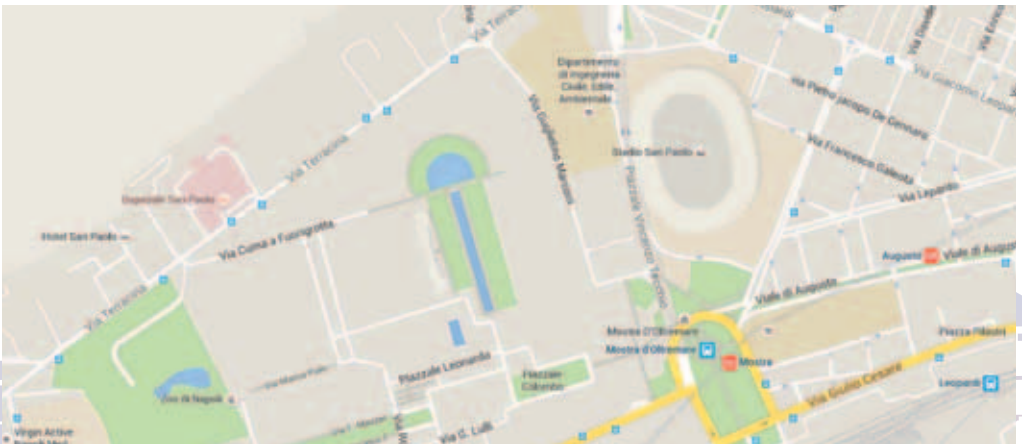 Via Terracina
Dipartimento
di Ingegneria
Civile, Edile,
Ambientale
Via Giacomo Leopardi
Via Pietro Jacopo De Gennaro
Via Guglielmo Marconi
Via Terracina
Stadio San Paolo
Via Francesco Galeota
Via Lepanto
Ospedale San Paolo
Piazzale Vincenzo Tecchio
Hotel San Paolo
Via Cuma a Fuorigrotta
Augusto
Viale di Augusto
Via Terracina
Viale di Augusto
Mostra D'Oltremare
Mostra d'Oltremare
Mostra
Piazzale Leonardo
Piazzale
Colombo
Via Giulio Cesare
Leopardi
Zoo di Napoli
Via G. Lulli
Virgin Active